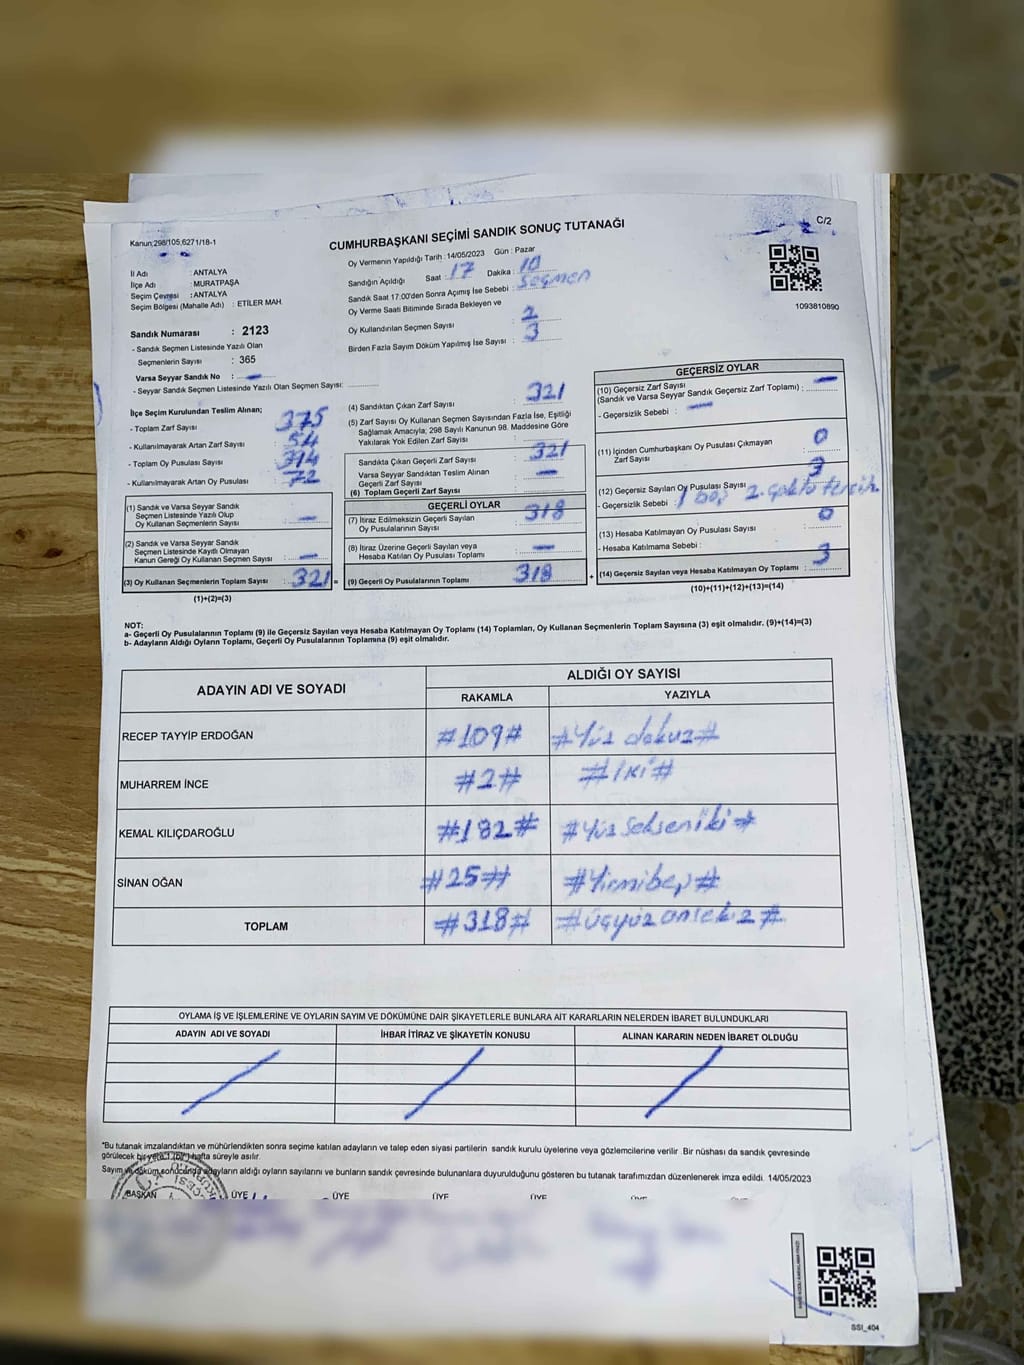 C/2
Kanun;298/105,6271/18-1
CUMHURBAŞKANI SEÇİMİ SANDIK SONUÇ TUTANAĞI
Oy Vermenin Yapıldığı Tarih : 14/05/2023 Gün : Pazar
İl Adı : ANTALYA
İlçe Adı : MURATPAŞA
Seçim Çevresi : ANTALYA
Seçim Bölgesi (Mahalle Adı) : ETİLER MAH.
Sandığın Açıldığı Saat : 17 Dakika : 10
Sandık Saat 17:00'den Sonra Açımış İse Sebebi : Seçmen
Oy Verme Saati Bitiminde Sırada Bekleyen ve
Oy Kullandırılan Seçmen Sayısı : 2
Birden Fazla Sayım Döküm Yapılmış İse Sayısı : 3
1093810890
Sandık Numarası : 2123
- Sandık Seçmen Listesinde Yazılı Olan
Seçmenlerin Sayısı : 365
Varsa Seyyar Sandık No : —
- Seyyar Sandık Seçmen Listesinde Yazılı Olan Seçmen Sayısı:
İlçe Seçim Kurulundan Teslim Alınan;
- Toplam Zarf Sayısı : 375
- Kullanılmayarak Artan Zarf Sayısı : 54
- Toplam Oy Pusulası Sayısı
- Kullanılmayarak Artan Oy Pusulası : 72
(1) Sandık ve Varsa Seyyar Sandık
Seçmen Listesinde Yazılı Olup
Oy Kullanan Seçmenlerin Sayısı : —
(2) Sandık ve Varsa Seyyar Sandık
Seçmen Listesinde Kayıtlı Olmayan
Kanun Gereği Oy Kullanan Seçmen Sayısı : —
(3) Oy Kullanan Seçmenlerin Toplam Sayısı : 321 =
(1)+(2)=(3)
(4) Sandıktan Çıkan Zarf Sayısı : 321
(5) Zarf Sayısı Oy Kullanan Seçmen Sayısından Fazla İse, Eşitliği
Sağlamak Amacıyla; 298 Sayılı Kanunun 98. Maddesine Göre
Yakılarak Yok Edilen Zarf Sayısı :
Sandıkta Çıkan Geçerli Zarf Sayısı : 321
Varsa Seyyar Sandıktan Teslim Alınan
Geçerli Zarf Sayısı : —
(6) Toplam Geçerli Zarf Sayısı :
GEÇERLİ OYLAR
(7) İtiraz Edilmeksizin Geçerli Sayılan
Oy Pusulalarının Sayısı : 318
(8) İtiraz Üzerine Geçerli Sayılan veya
Hesaba Katılan Oy Pusulası Toplamı : —
(9) Geçerli Oy Pusulalarının Toplamı : 318 +
GEÇERSİZ OYLAR
(10) Geçersiz Zarf Sayısı
(Sandık ve Varsa Seyyar Sandık Geçersiz Zarf Toplamı) : —
- Geçersizlik Sebebi : —
(11) İçinden Cumhurbaşkanı Oy Pusulası Çıkmayan
Zarf Sayısı : 0
(12) Geçersiz Sayılan Oy Pusulası Sayısı : 3
- Geçersizlik Sebebi : 1 boş 2.çoklu tercih.
(13) Hesaba Katılmayan Oy Pusulası Sayısı : 0
- Hesaba Katılmama Sebebi :
(14) Geçersiz Sayılan veya Hesaba Katılmayan Oy Toplamı : 3
(10)+(11)+(12)+(13)=(14)
NOT:
a- Geçerli Oy Pusulalarının Toplamı (9) ile Geçersiz Sayılan veya Hesaba Katılmayan Oy Toplamı (14) Toplamları, Oy Kullanan Seçmenlerin Toplam Sayısına (3) eşit olmalıdır. (9)+(14)=(3)
b- Adayların Aldığı Oyların Toplamı, Geçerli Oy Pusulalarının Toplamına (9) eşit olmalıdır.
ADAYIN ADI VE SOYADI ALDIĞI OY SAYISI
RAKAMLA YAZIYLA
RECEP TAYYİP ERDOĞAN #109# #Yüz dokuz#
MUHARREM İNCE #2# #İki#
KEMAL KILIÇDAROĞLU #182# #Yüz Seksen iki#
SİNAN OĞAN #25# #Yirmibeş#
TOPLAM #318# #üçyüz onsekiz#
OYLAMA İŞ VE İŞLEMLERİNE VE OYLARIN SAYIM VE DÖKÜMÜNE DAİR ŞİKAYETLERLE BUNLARA AİT KARARLARIN NELERDEN İBARET BULUNDUKLARI
ADAYIN ADI VE SOYADI İHBAR İTİRAZ VE ŞİKAYETİN KONUSU ALINAN KARARIN NEDEN İBARET OLDUĞU
*Bu tutanak imzalandıktan ve mühürlendikten sonra seçime katılan adayların ve talep eden siyasi partilerin sandık kurulu üyelerine veya gözlemcilerine verilir. Bir nüshası da sandık çevresinde
görülecek bir yere 1 (bir) hafta süreyle asılır.
Sayım ve döküm sonucunda adayların aldığı oyların sayılarını ve bunların sandık çevresinde bulunanlara duyurulduğunu gösteren bu tutanak tarafımızdan düzenlenerek imza edildi. 14/05/2023
BAŞKAN ÜYE ÜYE ÜYE ÜYE ÜYE
SSİ_404